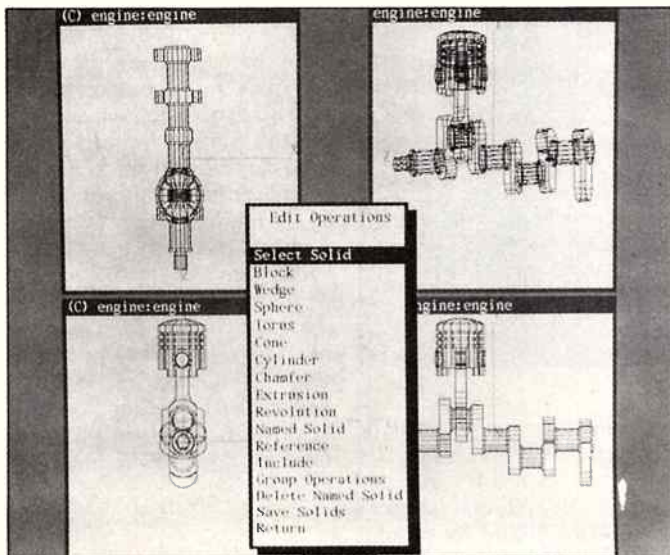 (C) engine:engine
engine:engine
Edit Operations
Select Solid
Block
Wedge
Sphere
Torus
Cone
Cylinder
Chamfer
Extrusion
Revolution
Named Solid
Reference
Include
Group Operations
Delete Named Solid
Save Solids
Return
(C) engine:engine
ngine:engine